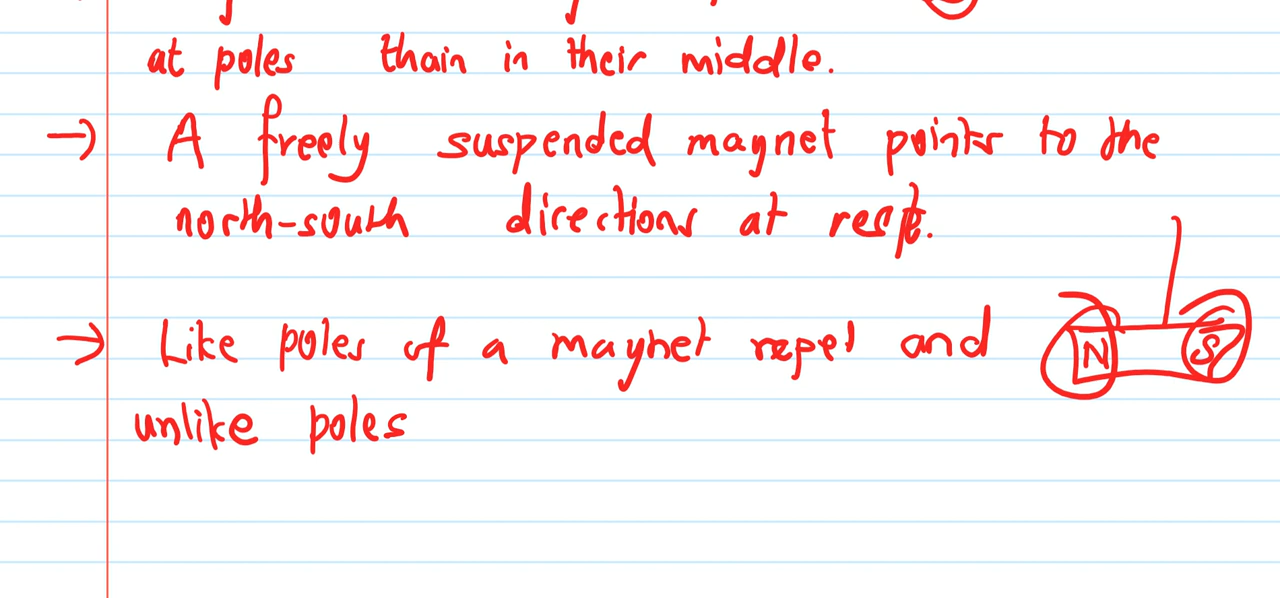 at poles thain in their middle.
→ A freely suspended magnet points to the
north-south directions at rest.
→ Like poles of a magnet repel and
unlike poles
N S